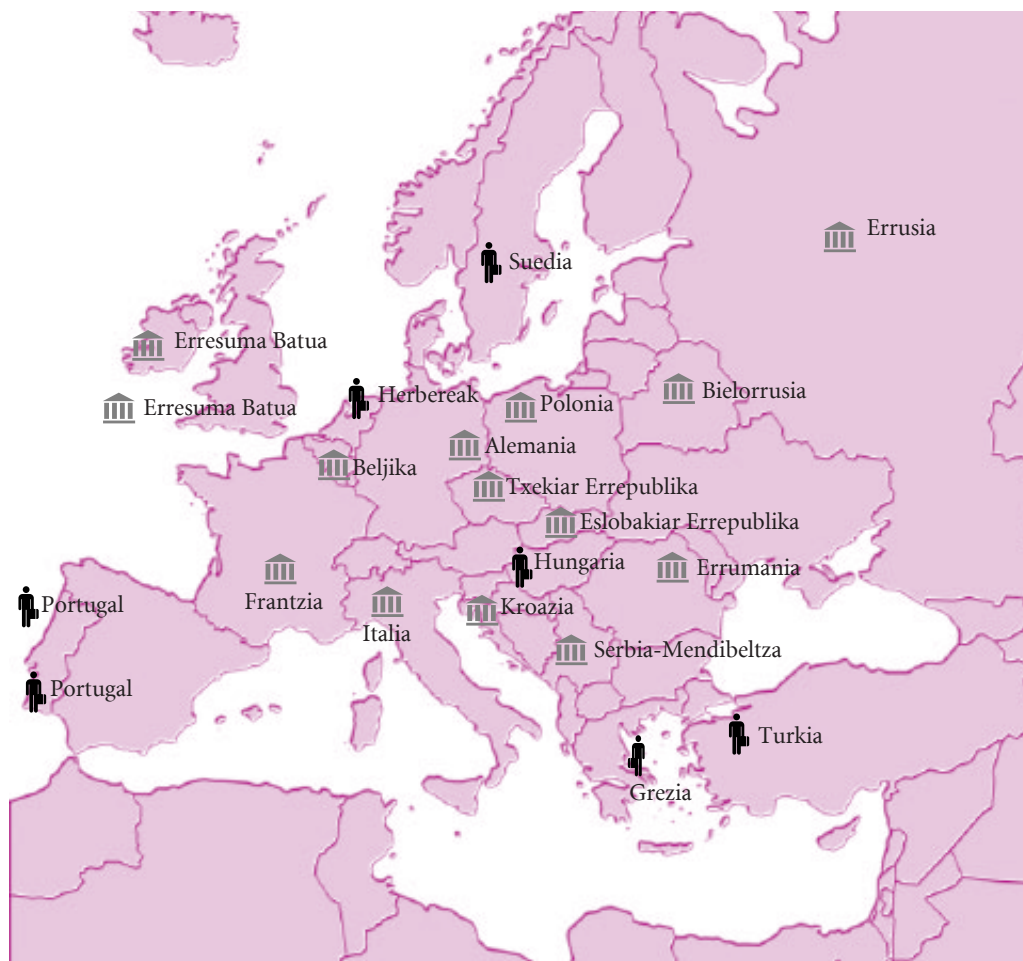 Errusia
Suedia
Erresuma Batua
Bielorrusia
Herbereak
Polonia
Erresuma Batua
Alemania
Beljika
Txekiar Errepublika
Eslobakiar Errepublika
Hungaria
Errumania
Frantzia
Portugal
Kroazia
Italia
Serbia-Mendibeltza
Portugal
Turkia
Grezia